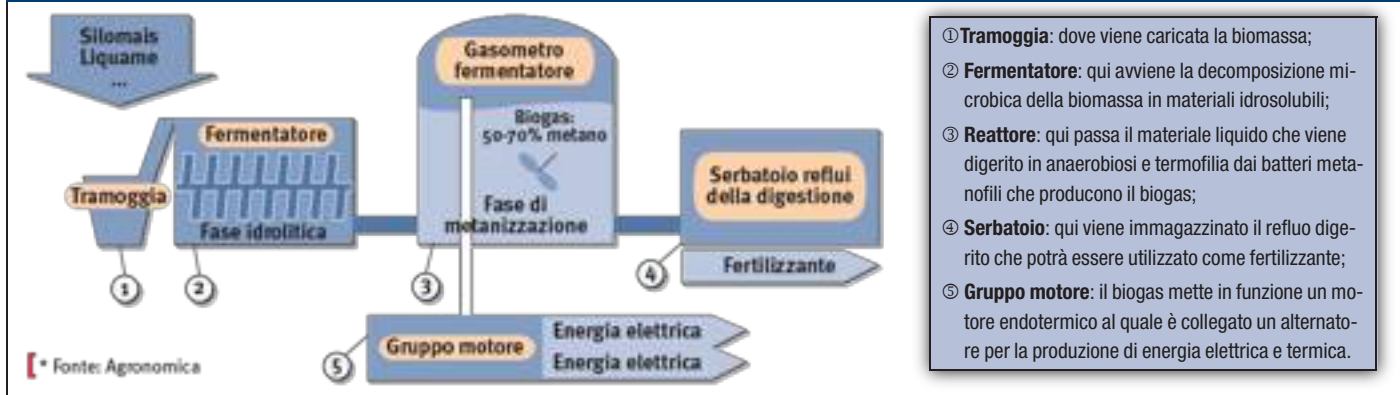 Silomais
Liquame
...
Tramoggia
1
Fermentatore
Fase idrolitica
2
Gasometro
fermentatore
Biogas:
50-70% metano
Fase di
metanizzazione
3
Serbatoio reflui
della digestione
4
Fertilizzante
5
Gruppo motore
Energia elettrica
Energia elettrica
[* Fonte: Agronomica
①Tramoggia: dove viene caricata la biomassa;
② Fermentatore: qui avviene la decomposizione mi-
crobica della biomassa in materiali idrosolubili;
③ Reattore: qui passa il materiale liquido che viene
digerito in anaerobiosi e termofilia dai batteri meta-
nofili che producono il biogas;
④ Serbatoio: qui viene immagazzinato il refluo dige-
rito che potrà essere utilizzato come fertilizzante;
⑤ Gruppo motore: il biogas mette in funzione un mo-
tore endotermico al quale è collegato un alternato-
re per la produzione di energia elettrica e termica.